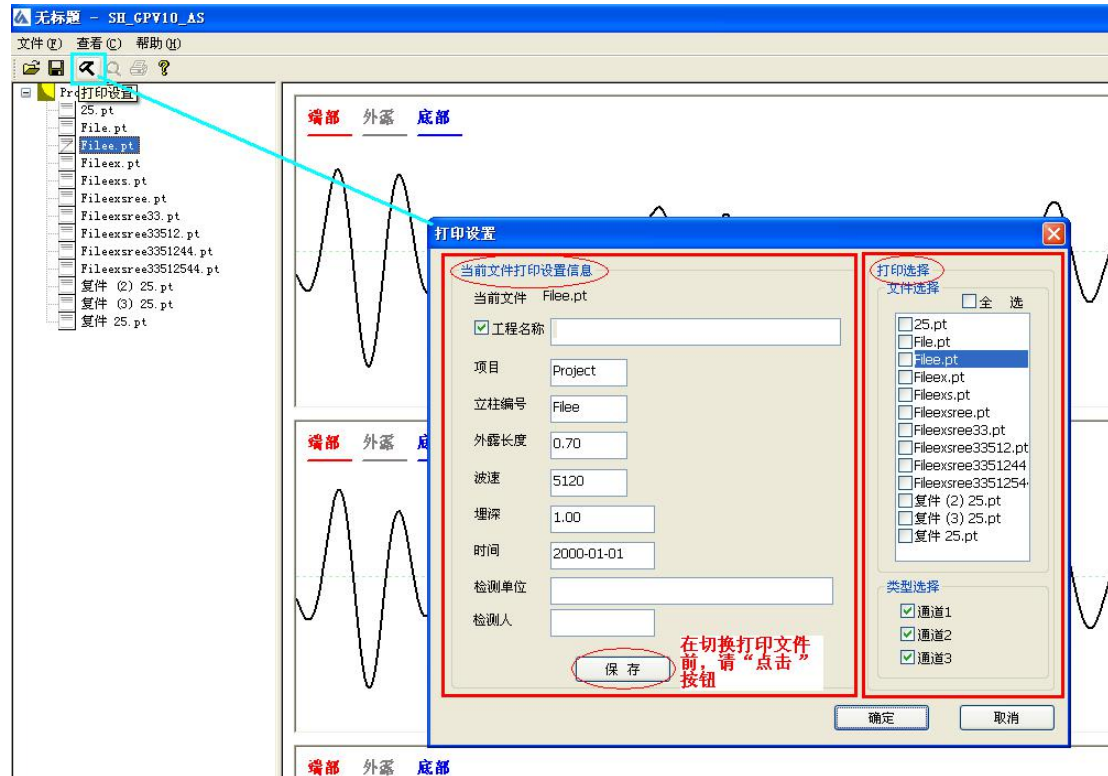 无标题 - SH_GPV10_AS
文件(F) 查看(C) 帮助(H)
打印设置
25.pt
File.pt
Filee.pt
Fileex.pt
Fileexs.pt
Fileexsree.pt
Fileexsree33.pt
Fileexsree33512.pt
Fileexsree3351244.pt
Fileexsree33512544.pt
复件 (2) 25.pt
复件 (3) 25.pt
复件 25.pt
端部 外露 底部
端部 外露
端部 外露 底部
打印设置
当前文件打印设置信息
当前文件 Filee.pt
工程名称
项目 Project
立柱编号 Filee
外露长度 0.70
波速 5120
埋深 1.00
时间 2000-01-01
检测单位
检测人
保 存
在切换打印文件
前，请“点击”
按钮
打印选择
文件选择
全 选
25.pt
File.pt
Filee.pt
Fileex.pt
Fileexs.pt
Fileexsree.pt
Fileexsree33.pt
Fileexsree33512.pt
Fileexsree3351244
Fileexsree3351254
复件 (2) 25.pt
复件 (3) 25.pt
复件 25.pt
类型选择
通道1
通道2
通道3
确定 取消